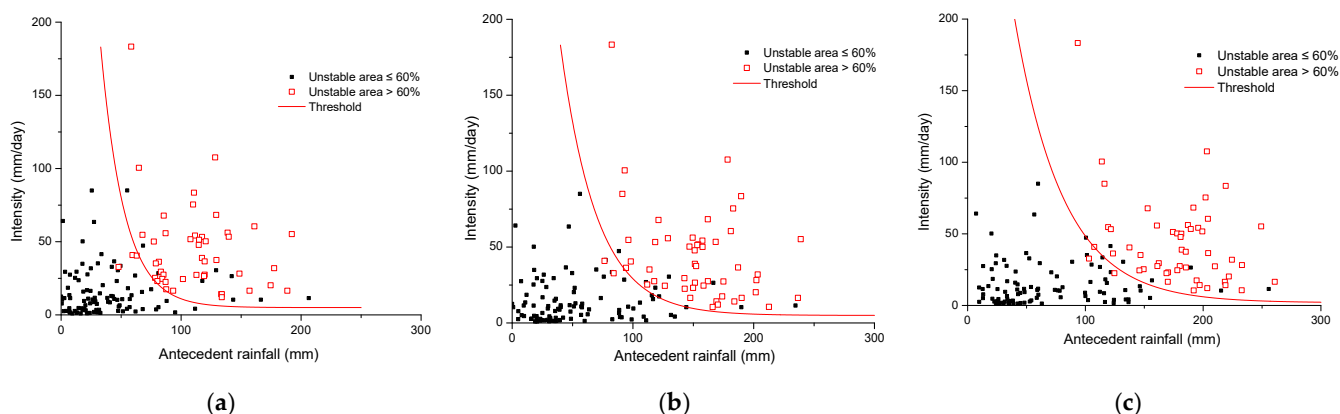 200
150
100
50
0
Intensity (mm/day)
Unstable area ≤ 60%
Unstable area > 60%
Threshold
0 100 200 300
Antecedent rainfall (mm)
(a)
200
150
100
50
0
Intensity (mm/day)
Unstable area ≤ 60%
Unstable area > 60%
Threshold
0 100 200 300
Antecedent rainfall (mm)
(b)
200
150
100
50
0
Intensity (mm/day)
Unstable area ≤ 60%
Unstable area > 60%
Threshold
0 100 200 300
Antecedent rainfall (mm)
(c)